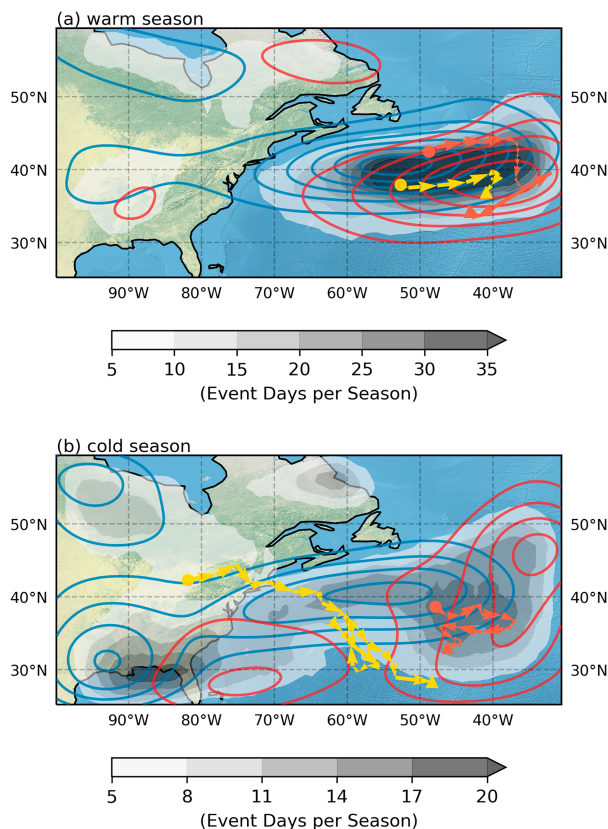 (a) warm season
50°N 50°N
40°N 40°N
30°N 30°N
90°W 80°W 70°W 60°W 50°W 40°W
5 10 15 20 25 30 35
(Event Days per Season)
(b) cold season
50°N 50°N
40°N 40°N
30°N 30°N
90°W 80°W 70°W 60°W 50°W 40°W
5 8 11 14 17 20
(Event Days per Season)